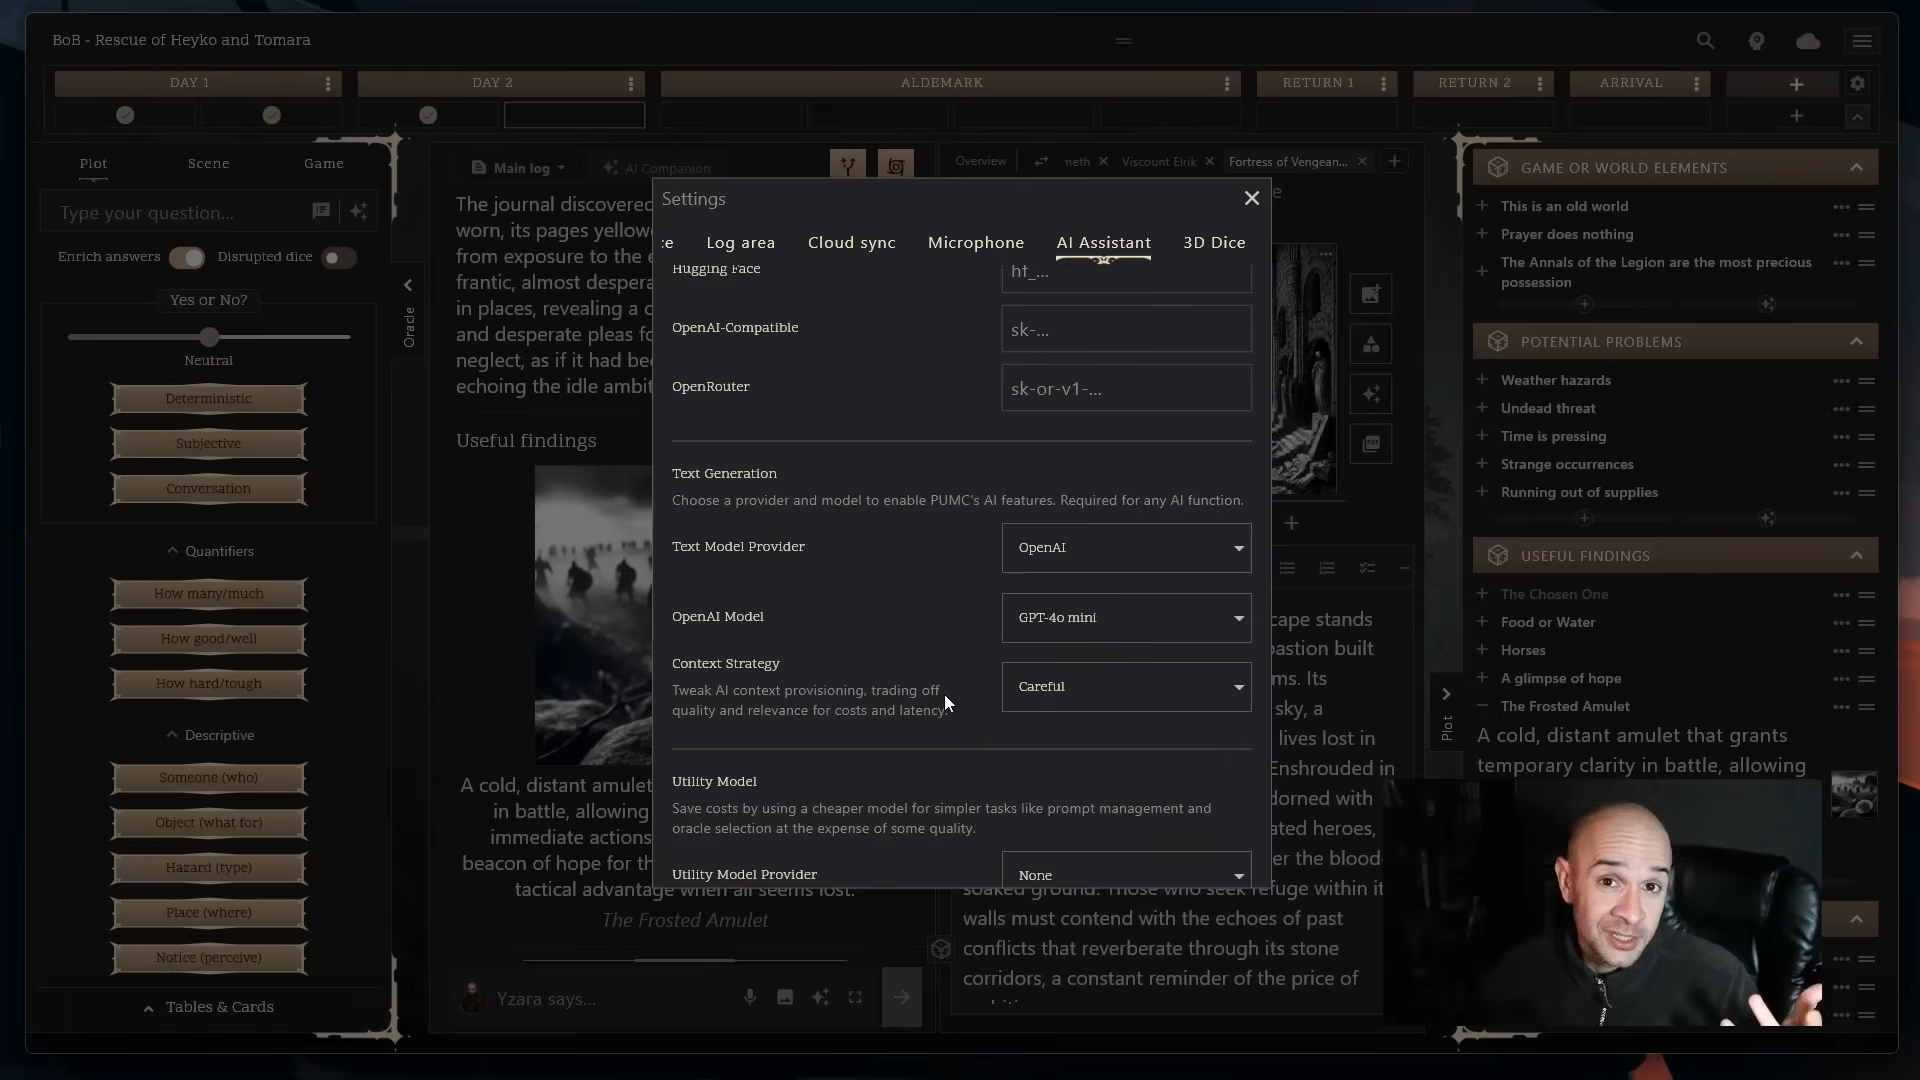 BoB - Rescue of Heyko and Tomara
DAY 1
DAY 2
ALDEMARK
RETURN 1
RETURN 2
ARRIVAL
Plot
Scene
Game
Type your question...
Enrich answers
Disrupted dice
Yes or No?
Neutral
Deterministic
Subjective
Conversation
Quantifiers
How many/much
How good/well
How hard/tough
Descriptive
Someone (who)
Object (what for)
Hazard (type)
Place (where)
Notice (perceive)
Tables & Cards
Oracle
Main log
AI Companion
The journal discovered
worn, its pages yellowe
from exposure to the e
frantic, almost despera
in places, revealing a c
and desperate pleas fo
neglect, as if it had bee
echoing the idle ambit
Useful findings
A cold, distant amulet
in battle, allowing
immediate actions
beacon of hope for th
tactical advantage when all seems lost.
The Frosted Amulet
Yzara says...
Settings
ce
Log area
Cloud sync
Microphone
AI Assistant
3D Dice
Hugging Face
hf_...
OpenAI-Compatible
sk-...
OpenRouter
sk-or-v1-...
Text Generation
Choose a provider and model to enable PUMC's AI features. Required for any AI function.
Text Model Provider
OpenAI
OpenAI Model
GPT-4o mini
Context Strategy
Tweak AI context provisioning, trading off
quality and relevance for costs and latency.
Careful
Utility Model
Save costs by using a cheaper model for simpler tasks like prompt management and
oracle selection at the expense of some quality.
Utility Model Provider
None
Overview
neth
Viscount Elrik
Fortress of Vengean...
e
cape stands
bastion built
ms. Its
sky, a
lives lost in
Enshrouded in
dorned with
ated heroes,
er the blood-
soaked ground. Those who seek refuge within it
walls must contend with the echoes of past
conflicts that reverberate through its stone
corridors, a constant reminder of the price of
Plot
GAME OR WORLD ELEMENTS
This is an old world
Prayer does nothing
The Annals of the Legion are the most precious
possession
POTENTIAL PROBLEMS
Weather hazards
Undead threat
Time is pressing
Strange occurrences
Running out of supplies
USEFUL FINDINGS
The Chosen One
Food or Water
Horses
A glimpse of hope
The Frosted Amulet
A cold, distant amulet that grants
temporary clarity in battle, allowing